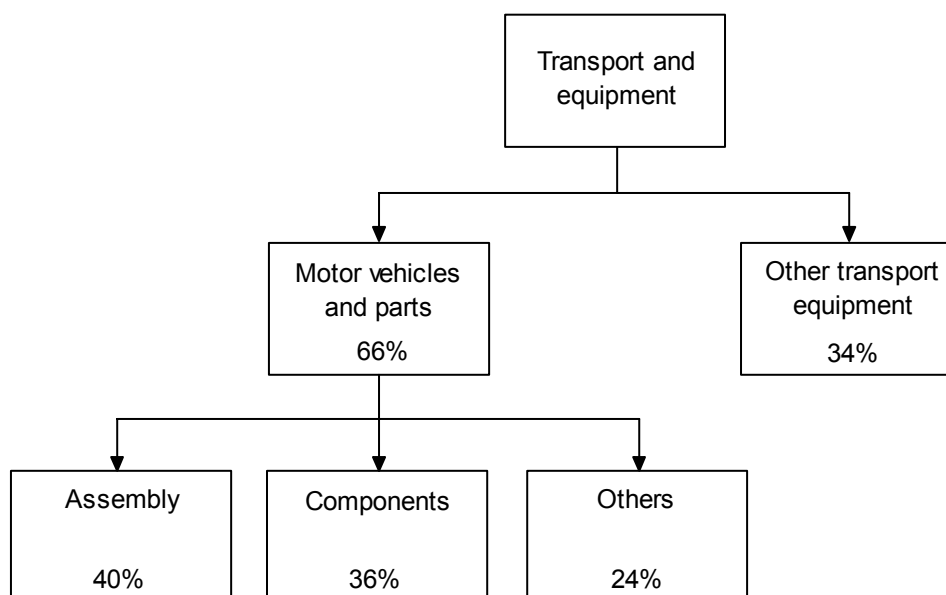 Transport and
equipment
Motor vehicles
and parts
66%
Other transport
equipment
34%
Assembly
40%
Components
36%
Others
24%